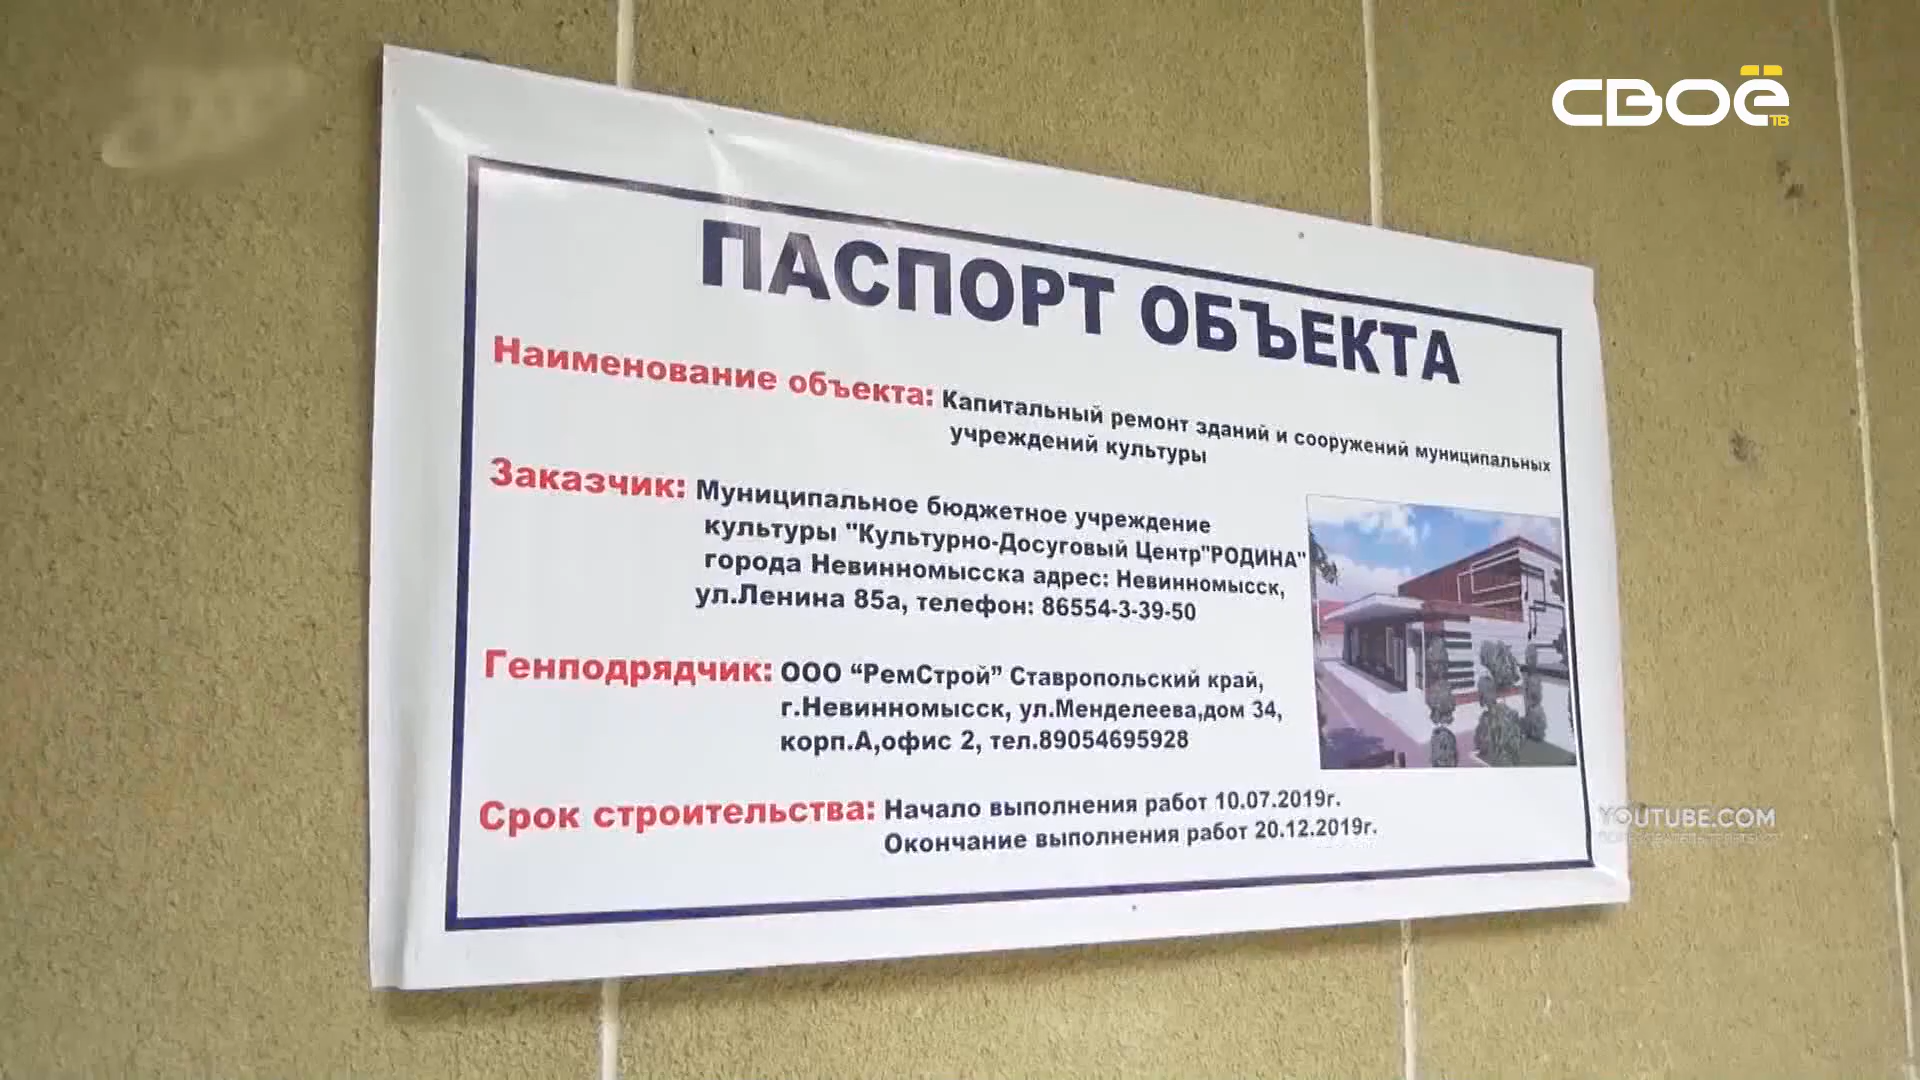 СВОЁ
ТВ
ПАСПОРТ ОБЪЕКТА
Наименование объекта: Капитальный ремонт зданий и сооружений муниципальных
учреждений культуры
Заказчик: Муниципальное бюджетное учреждение
культуры "Культурно-Досуговый Центр"РОДИНА"
города Невинномысска адрес: Невинномысск,
ул.Ленина 85а, телефон: 86554-3-39-50
Генподрядчик: ООО “РемСтрой” Ставропольский край,
г.Невинномысск, ул.Менделеева,дом 34,
корп.А,офис 2, тел.89054695928
Срок строительства: Начало выполнения работ 10.07.2019г.
Окончание выполнения работ 20.12.2019г.
YOUTUBE.COM